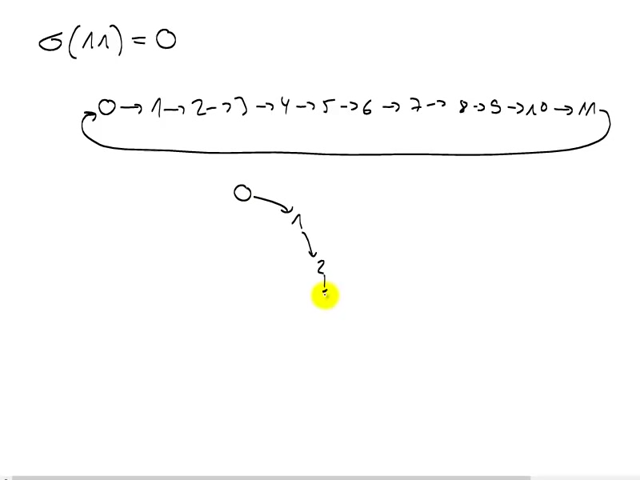 σ(11) = 0
0 → 1 → 2 → 3 → 4 → 5 → 6 → 7 → 8 → 9 → 10 → 11
0
1
2